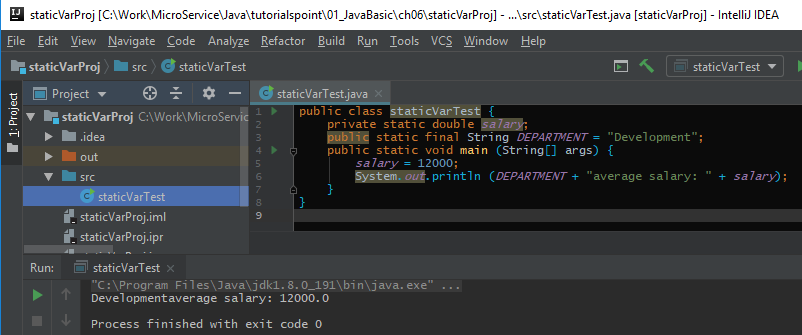 staticVarProj [C:\Work\MicroService\Java\tutorialspoint\01_JavaBasic\ch06\staticVarProj] - ...\src\staticVarTest.java [staticVarProj] - IntelliJ IDEA
File Edit View Navigate Code Analyze Refactor Build Run Tools VCS Window Help
staticVarProj src staticVarTest staticVarTest
1: Project
Project
staticVarProj C:\Work\MicroServic
.idea
out
src
staticVarTest
staticVarProj.iml
staticVarProj.ipr
staticVarTest.java
1 public class staticVarTest {
2 private static double salary;
3 public static final String DEPARTMENT = "Development";
4 public static void main (String[] args) {
5 salary = 12000;
6 System.out.println (DEPARTMENT + "average salary: " + salary);
7 }
8 }
9
Run: staticVarTest
"C:\Program Files\Java\jdk1.8.0_191\bin\java.exe" ...
Developmentaverage salary: 12000.0
Process finished with exit code 0